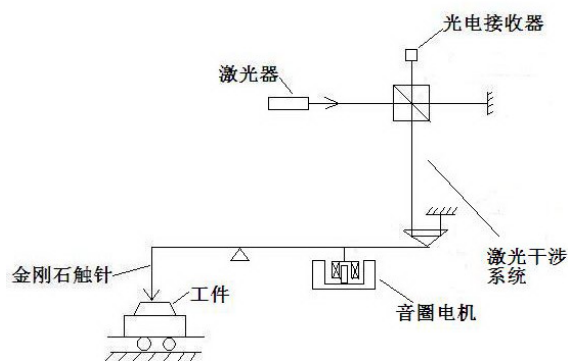 光电接收器
激光器
激光干涉
系统
金刚石触针
工件
音圈电机